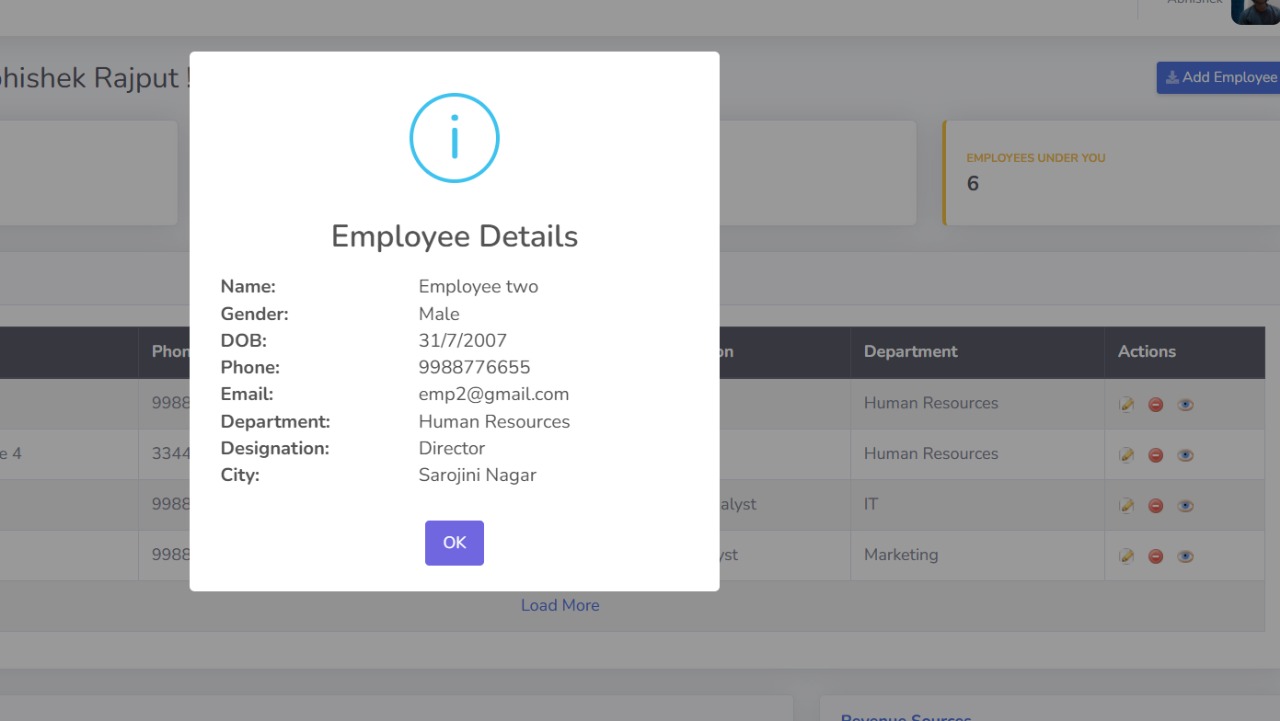 Abhishek
hishek Rajput !
Add Employee
EMPLOYEES UNDER YOU
6
Employee Details
Name: Employee two
Gender: Male
DOB: 31/7/2007
Phone: 9988776655
Email: emp2@gmail.com
Department: Human Resources
Designation: Director
City: Sarojini Nagar
OK
Phon on Department Actions
9988 Human Resources
e 4 3344 Human Resources
9988 alyst IT
9988 yst Marketing
Load More
Revenue Sources